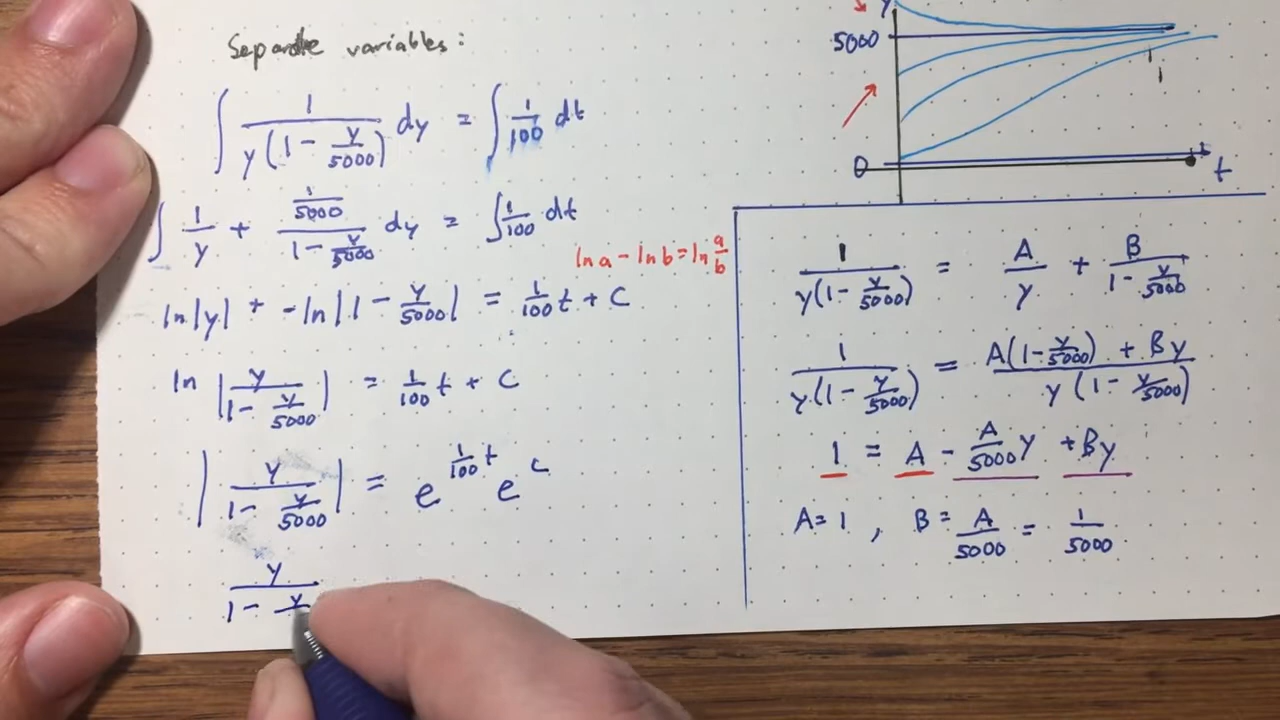 Separate variables:
∫ 1/(y(1 - y/5000)) dy = ∫ 1/100 dt
∫ 1/y + (1/5000)/(1 - y/5000) dy = ∫ 1/100 dt
ln a - ln b = ln a/b
ln|y| + -ln|1 - y/5000| = 1/100 t + C
ln |y/(1 - y/5000)| = 1/100 t + C
|y/(1 - y/5000)| = e^(1/100 t) e^c
y/(1 - y/
y
5000
0
t
1/(y(1 - y/5000)) = A/y + B/(1 - y/5000)
1/(y(1 - y/5000)) = (A(1 - y/5000) + By)/(y(1 - y/5000))
1 = A - A/5000 y + By
A = 1, B = A/5000 = 1/5000